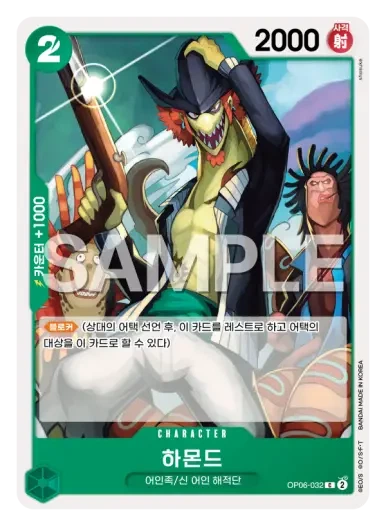 2
2000
사격
射
카운터 +1000
SAMPLE
블로커 (상대의 어택 선언 후, 이 카드를 레스트로 하고 어택의
대상을 이 카드로 할 수 있다)
CHARACTER
하몬드
어인족/신 어인 해적단
OP06-032 C 2
©E.O/S. ©E.O./S.·F·T BANDAI MADE IN KOREA